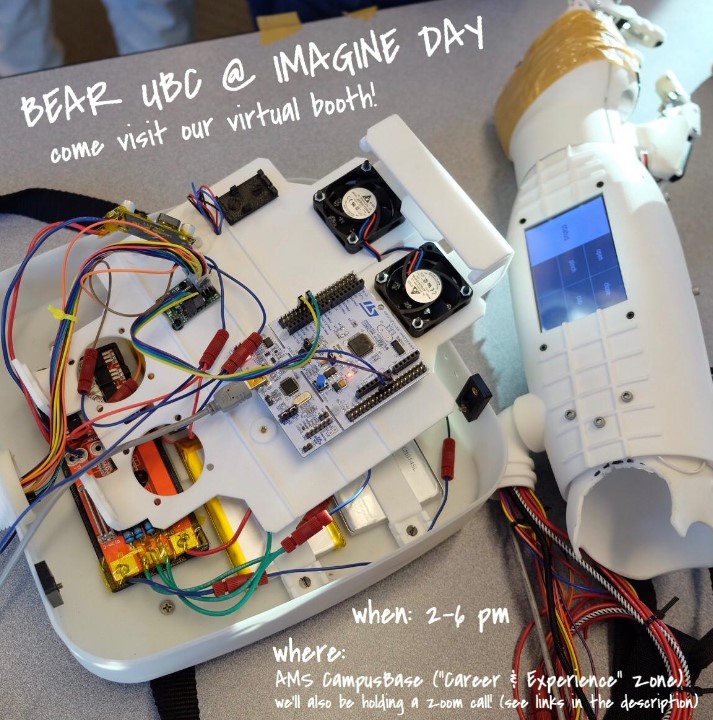 BEAR UBC @ IMAGINE DAY
come visit our virtual booth!
when: 2-6 pm
where:
AMS CampusBase ("Career & Experience" zone)
we'll also be holding a zoom call! (see links in the description)